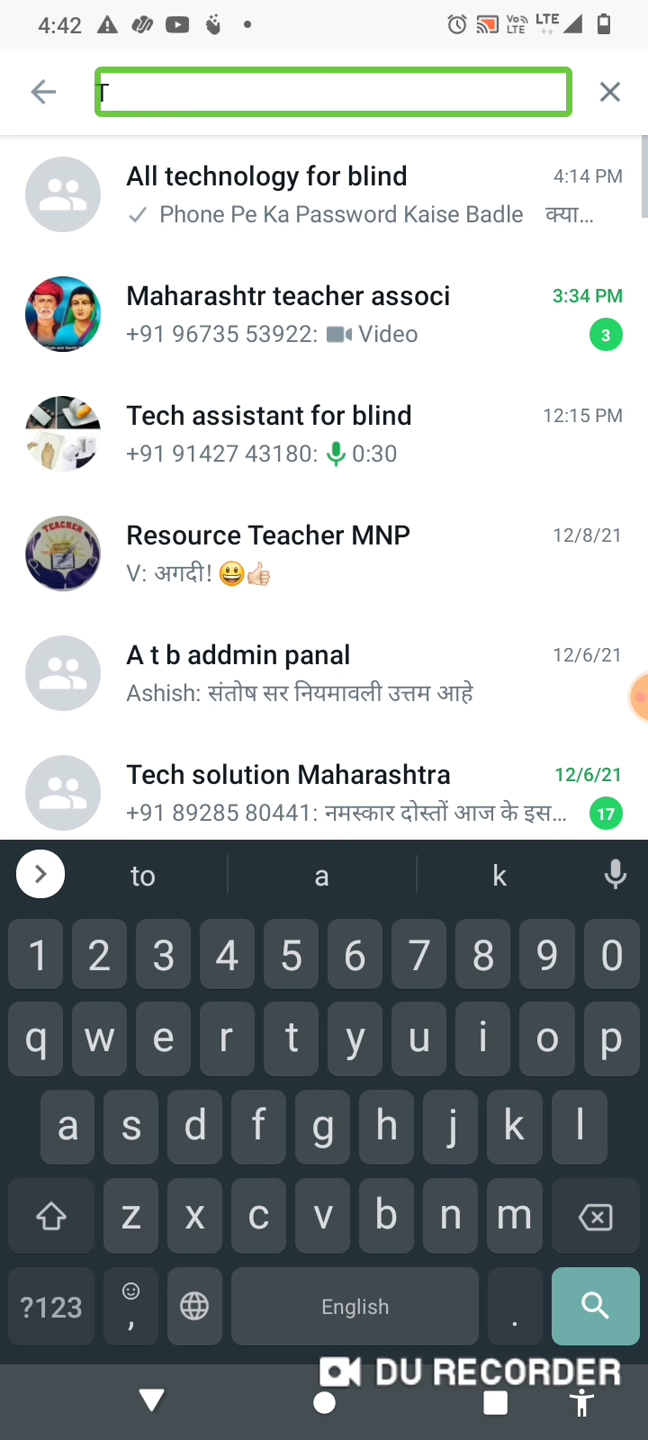 4:42
VoLTE LTE
T
All technology for blind 4:14 PM
Phone Pe Ka Password Kaise Badle क्या...
Maharashtr teacher associ 3:34 PM
+91 96735 53922: Video 3
Tech assistant for blind 12:15 PM
+91 91427 43180: 0:30
TEACHER
Resource Teacher MNP 12/8/21
V: अगदी! 😃👍🏻
A t b addmin panal 12/6/21
Ashish: संतोष सर नियमावली उत्तम आहे
Tech solution Maharashtra 12/6/21
+91 89285 80441: नमस्कार दोस्तों आज के इस... 17
to a k
1 2 3 4 5 6 7 8 9 0
q w e r t y u i o p
a s d f g h j k l
z x c v b n m
?123 , English .
DU RECORDER